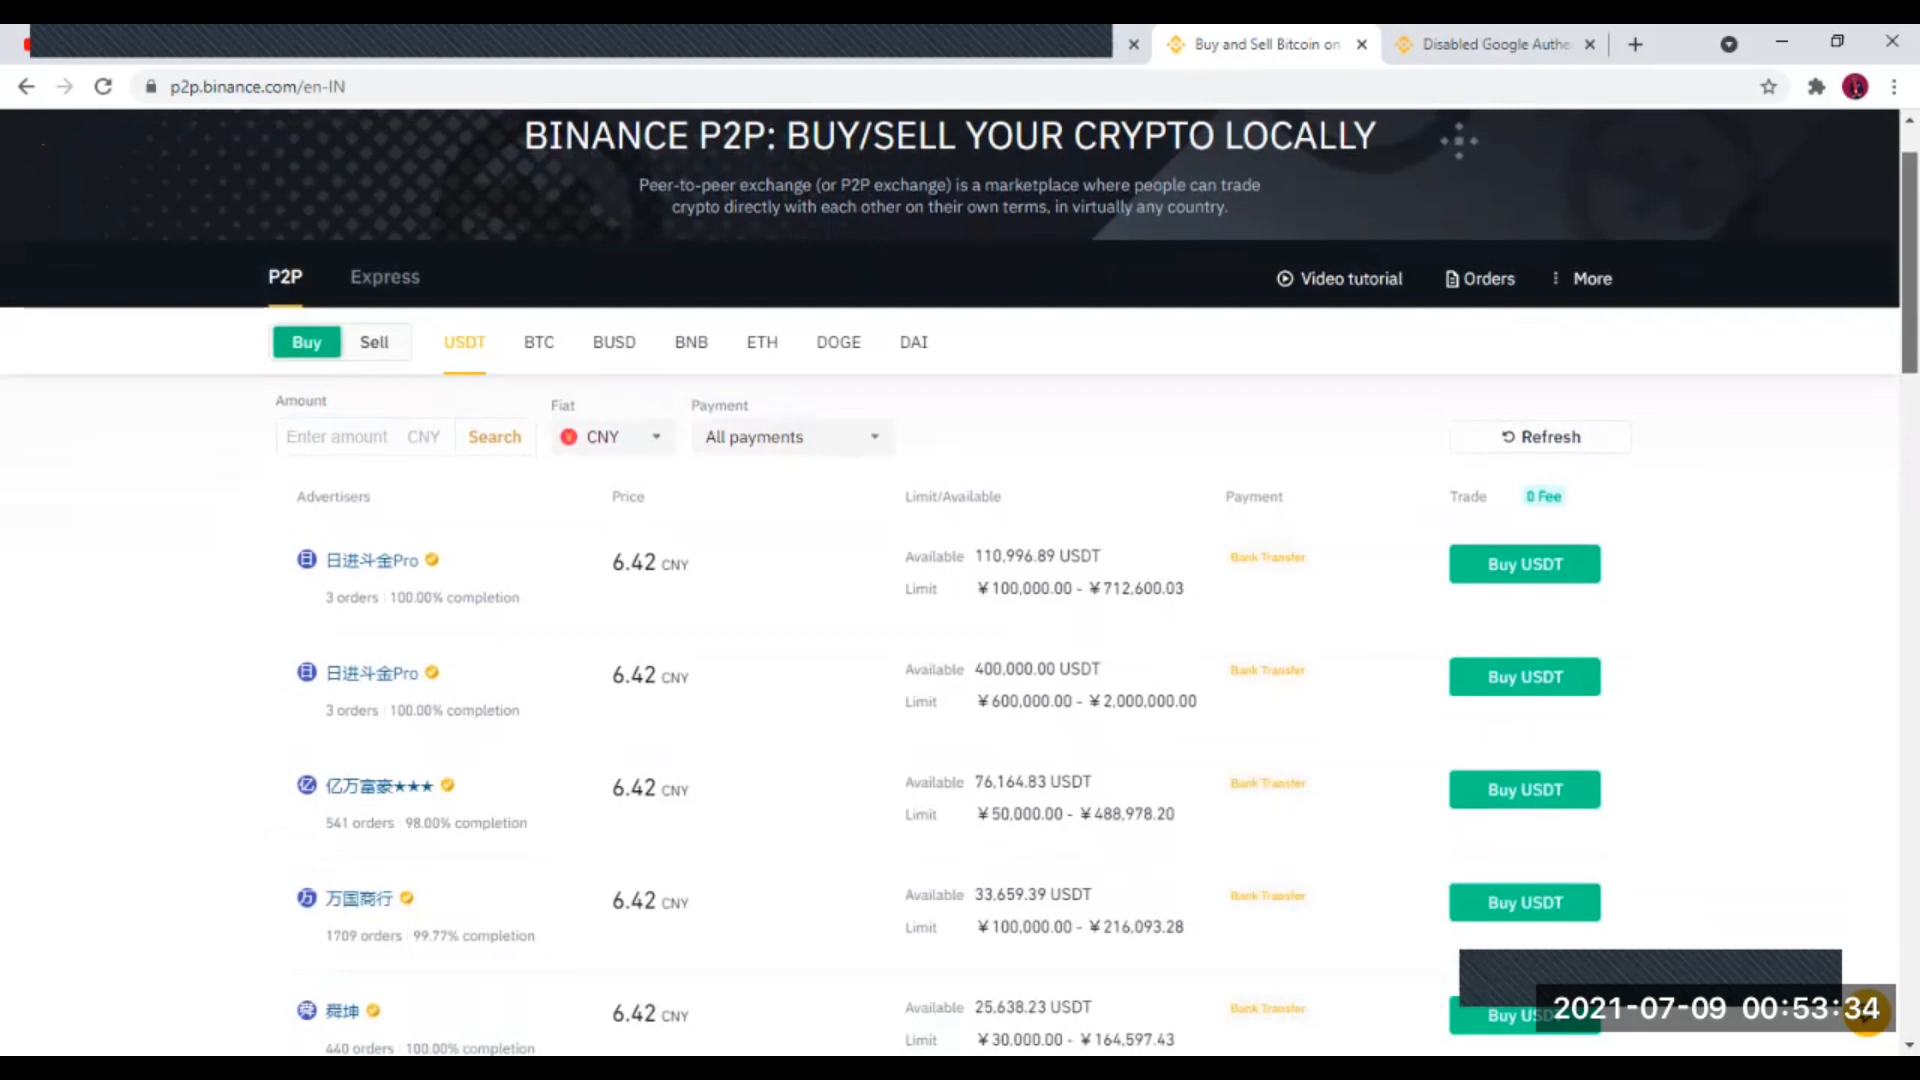 Buy and Sell Bitcoin on
Disabled Google Authe
p2p.binance.com/en-IN
BINANCE P2P: BUY/SELL YOUR CRYPTO LOCALLY
Peer-to-peer exchange (or P2P exchange) is a marketplace where people can trade
crypto directly with each other on their own terms, in virtually any country.
P2P Express Video tutorial Orders More
Buy Sell USDT BTC BUSD BNB ETH DOGE DAI
Amount Fiat Payment
Enter amount CNY Search CNY All payments Refresh
Advertisers Price Limit/Available Payment Trade 0 Fee
日 日进斗金Pro 6.42 CNY Available 110,996.89 USDT Bank Transfer Buy USDT
3 orders 100.00% completion Limit ¥100,000.00 - ¥712,600.03
日 日进斗金Pro 6.42 CNY Available 400,000.00 USDT Bank Transfer Buy USDT
3 orders 100.00% completion Limit ¥600,000.00 - ¥2,000,000.00
亿 亿万富豪★★★ 6.42 CNY Available 76,164.83 USDT Bank Transfer Buy USDT
541 orders 98.00% completion Limit ¥50,000.00 - ¥488,978.20
万 万国商行 6.42 CNY Available 33,659.39 USDT Bank Transfer Buy USDT
1709 orders 99.77% completion Limit ¥100,000.00 - ¥216,093.28
舜 舜坤 6.42 CNY Available 25,638.23 USDT Bank Transfer Buy USD
440 orders 100.00% completion Limit ¥30,000.00 - ¥164,597.43
2021-07-09 00:53:34